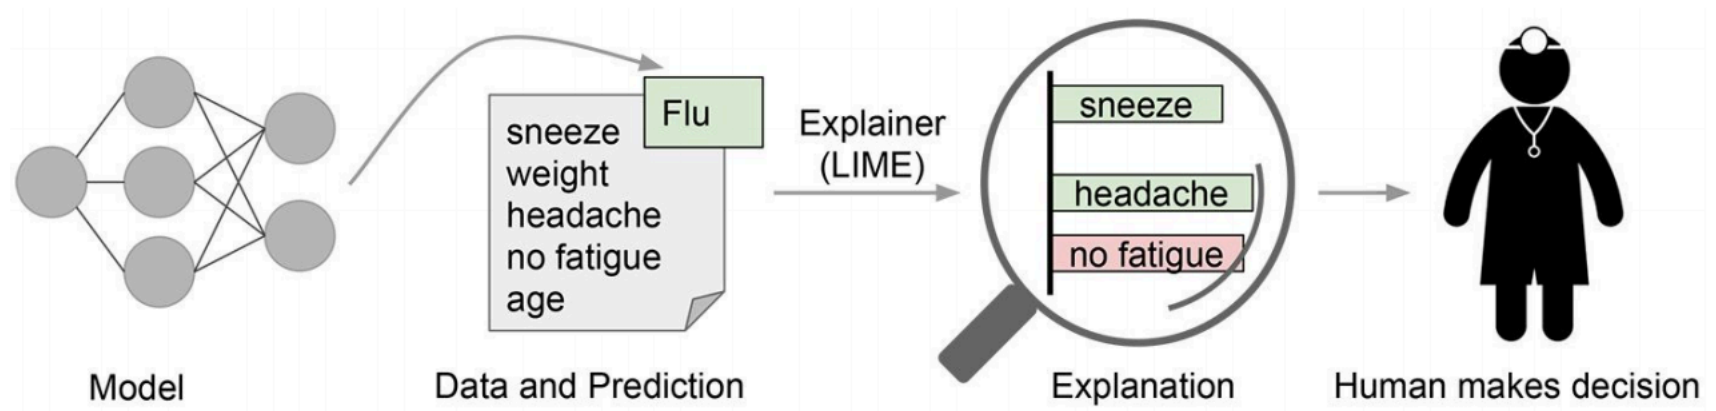 Flu
sneeze
weight
headache
no fatigue
age
Explainer
(LIME)
sneeze
headache
no fatigue
Model
Data and Prediction
Explanation
Human makes decision